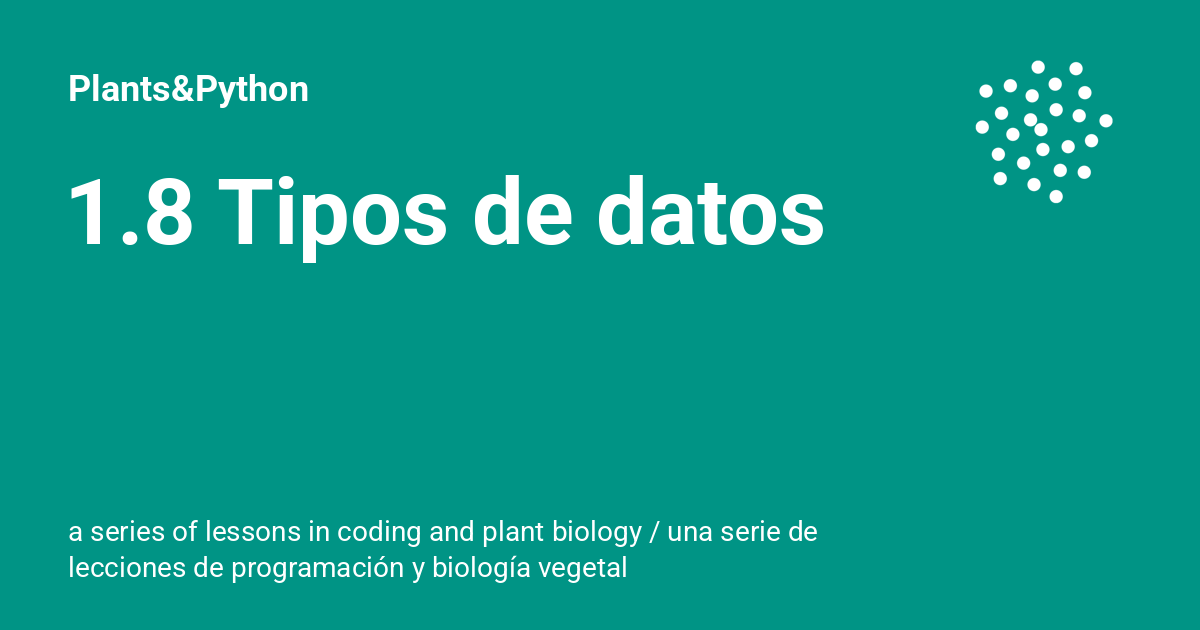 Plants&Python
1.8 Tipos de datos
a series of lessons in coding and plant biology / una serie de
lecciones de programación y biología vegetal